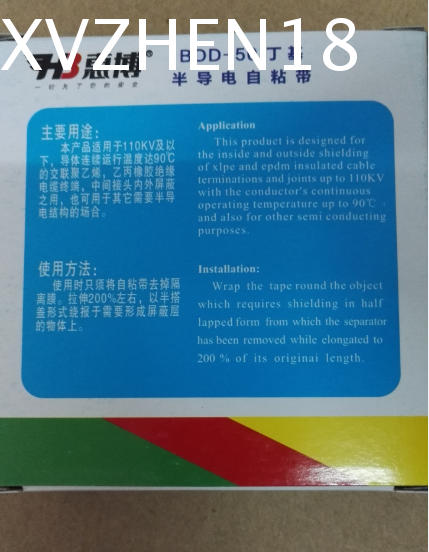 XVZHEN18
HB惠博®
BDD-50丁基
一切为了您的安全
半导电自粘带
主要用途：
本产品适用于110KV及以
下，导体连续运行温度达90℃
的交联聚乙烯，乙丙橡胶绝缘
电缆终端，中间接头内外屏蔽
之用，也可用于其它需要半导
电结构的场合。
Application
This product is designed for
the inside and outside shielding
of xlpe and epdm insulated cable
terminations and joints up to 110KV
with the conductor's continuous
operating temperature up to 90℃
and also for other semi conducting
purposes.
使用方法：
使用时只须将自粘带去掉隔
离膜。拉伸200%左右，以半搭
盖形式绕报于需要形成屏蔽层
的物体上。
Installation:
Wrap the tape round the object
which requires shielding in half
lapped form from which the separator
has been removed while elongated to
200 % of its originai length.